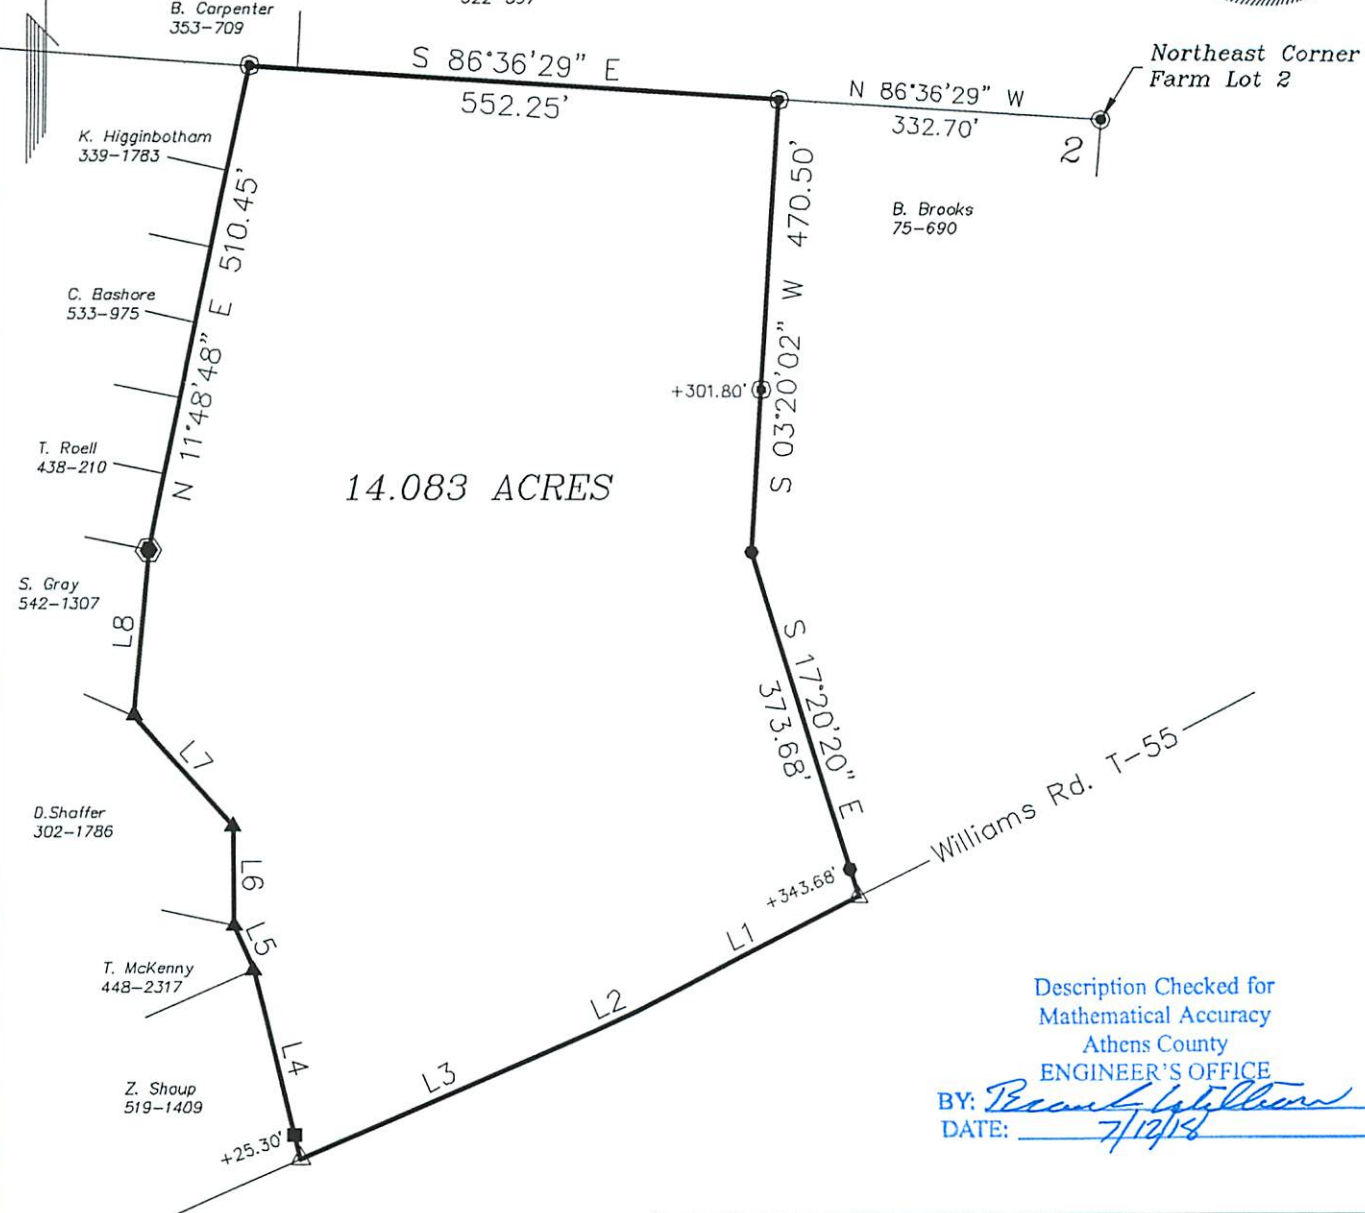 B. Carpenter
353-709
S 86°36'29" E
552.25'
N 86°36'29" W
332.70'
Northeast Corner
Farm Lot 2
2
K. Higginbotham
339-1783
N 11°48'48" E 510.45'
S 03°20'02" W 470.50'
B. Brooks
75-690
C. Bashore
533-975
+301.80'
T. Roell
438-210
14.083 ACRES
S. Gray
542-1307
L8
S 17°20'20" E
373.68'
L7
Williams Rd. T-55
D.Shaffer
302-1786
L6
+343.68'
L5
L1
T. McKenny
448-2317
L2
L4
L3
Z. Shoup
519-1409
+25.30'
Description Checked for
Mathematical Accuracy
Athens County
ENGINEER'S OFFICE
BY:
DATE: 7/12/18